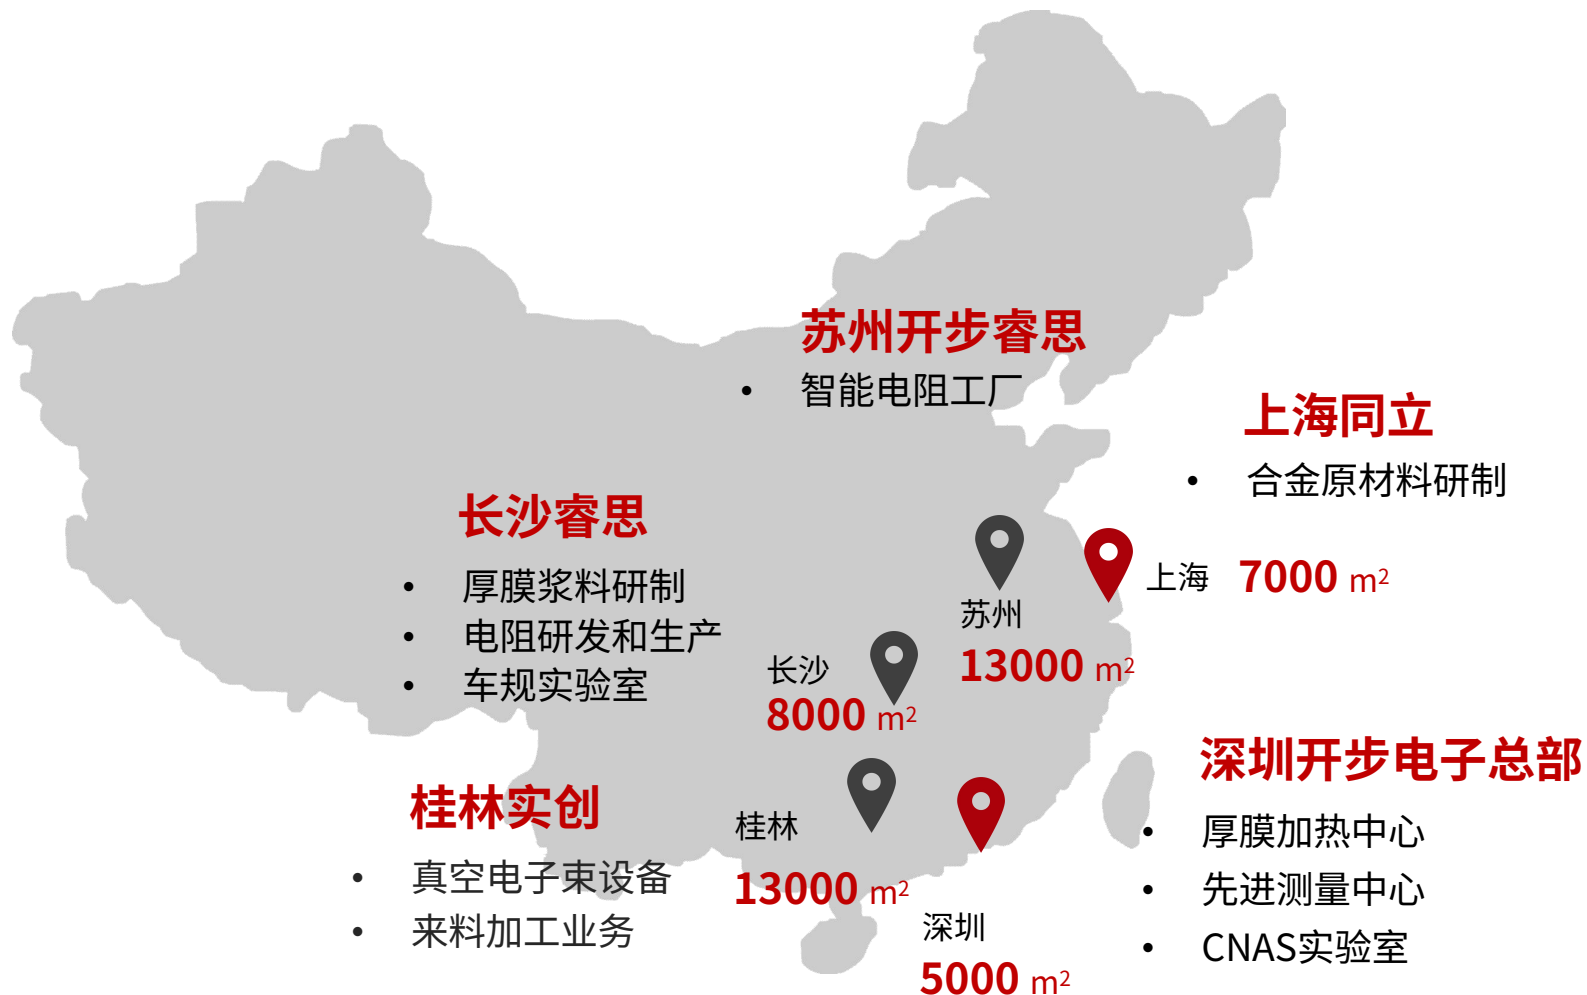 苏州开步睿思
• 智能电阻工厂
上海同立
• 合金原材料研制
长沙睿思
• 厚膜浆料研制
• 电阻研发和生产
• 车规实验室
上海 7000 m²
苏州
13000 m²
长沙
8000 m²
深圳开步电子总部
• 厚膜加热中心
• 先进测量中心
• CNAS实验室
桂林实创
• 真空电子束设备
• 来料加工业务
桂林
13000 m²
深圳
5000 m²